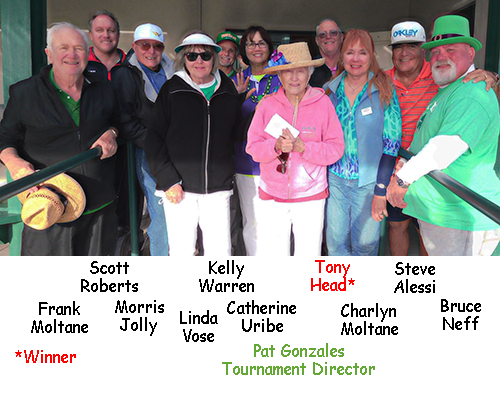 OAKLEY
Scott
Roberts
Kelly
Warren
Tony
Head*
Steve
Alessi
Frank
Moltane
Morris
Jolly
Linda
Vose
Catherine
Uribe
Charlyn
Moltane
Bruce
Neff
*Winner
Pat Gonzales
Tournament Director